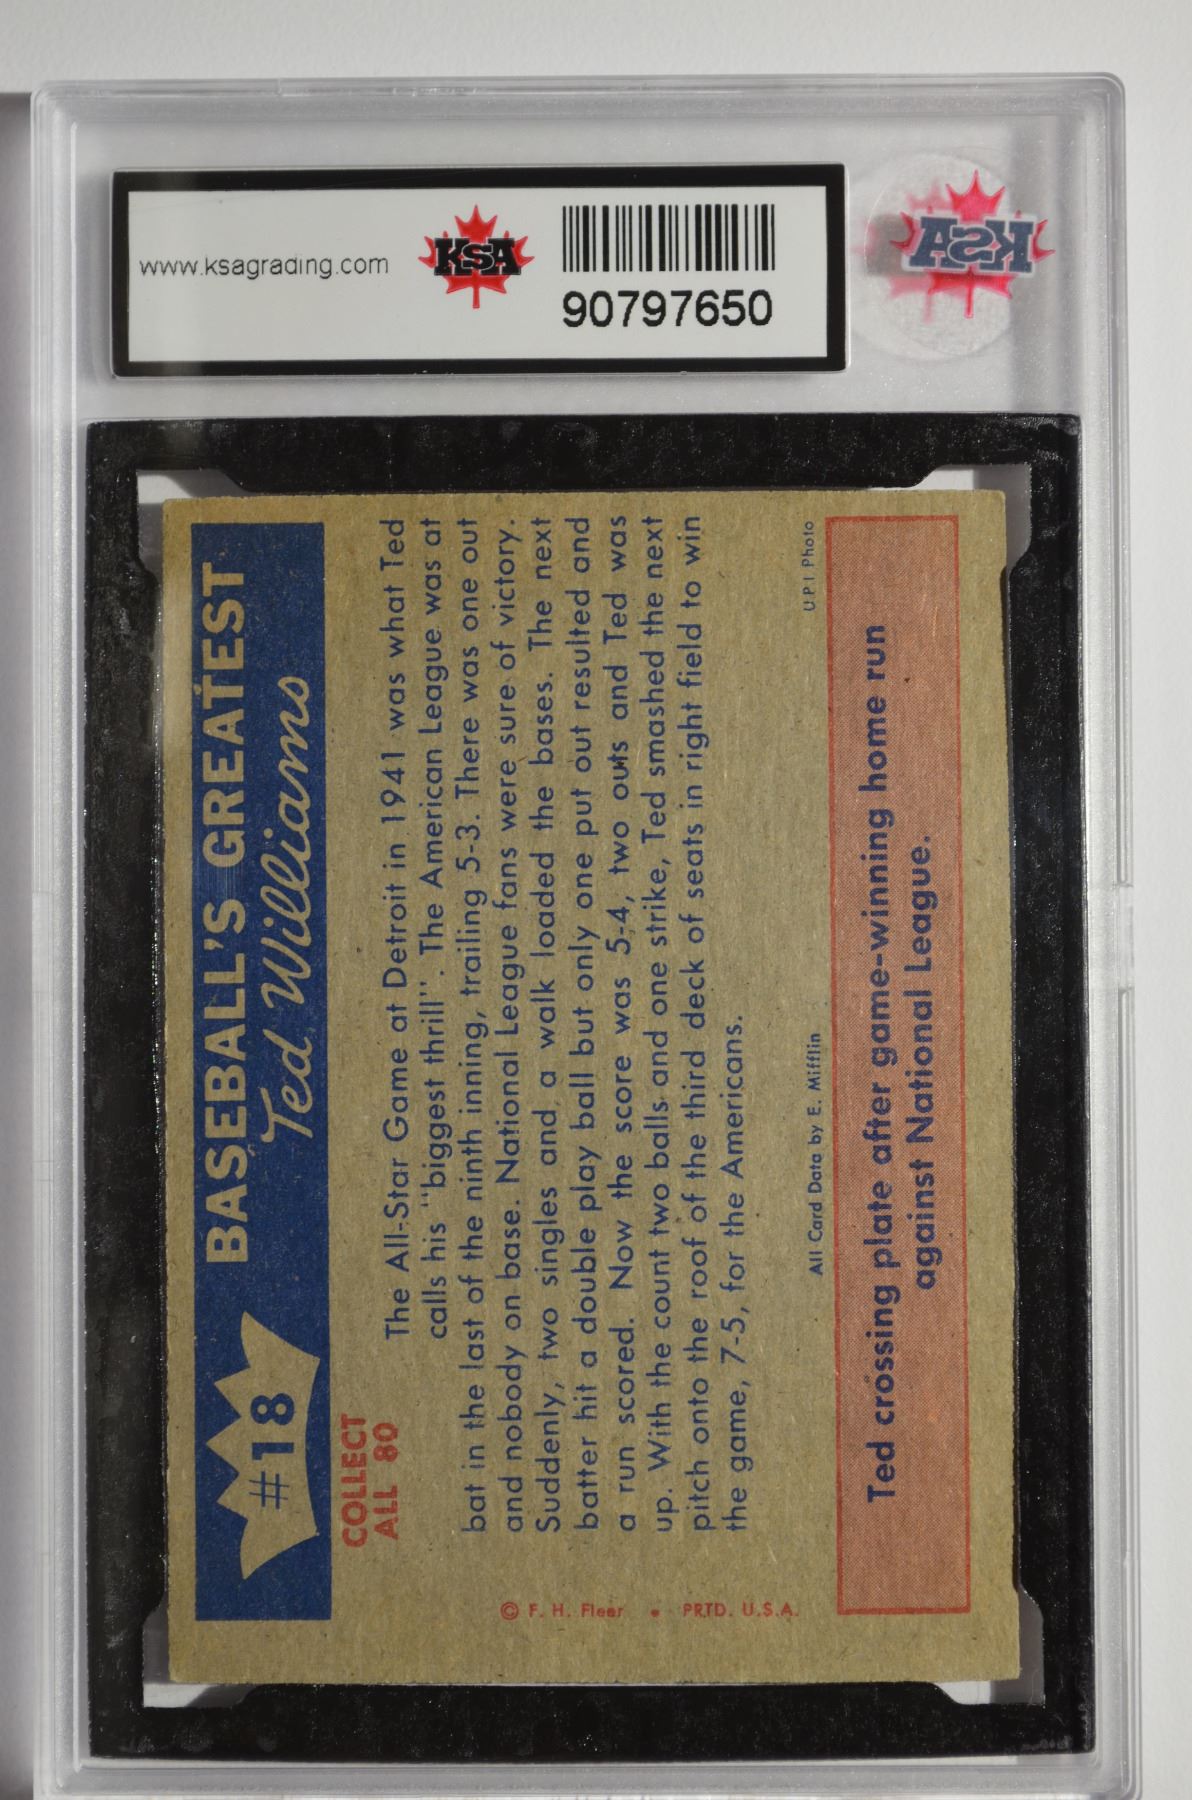 www.ksagrading.com
KSA
90797650
KSA
#18
BASEBALL'S GREATEST
Ted Williams
COLLECT
ALL 80
The All-Star Game at Detroit in 1941 was what Ted
calls his "biggest thrill". The American League was at
bat in the last of the ninth inning, trailing 5-3. There was one out
and nobody on base. National League fans were sure of victory.
Suddenly, two singles and, a walk loaded the bases. The next
batter hit a double play ball but only one put out resulted and
a run scored. Now the score was 5-4, two outs and Ted was
up. With the count two balls and one strike, Ted smashed the next
pitch onto the roof of the third deck of seats in right field to win
the game, 7-5, for the Americans.
All Card Data by E. Mifflin
UPI Photo
Ted crossing plate after game-winning home run
against National League.
© F. H. Fleer • PRTD. U.S.A.